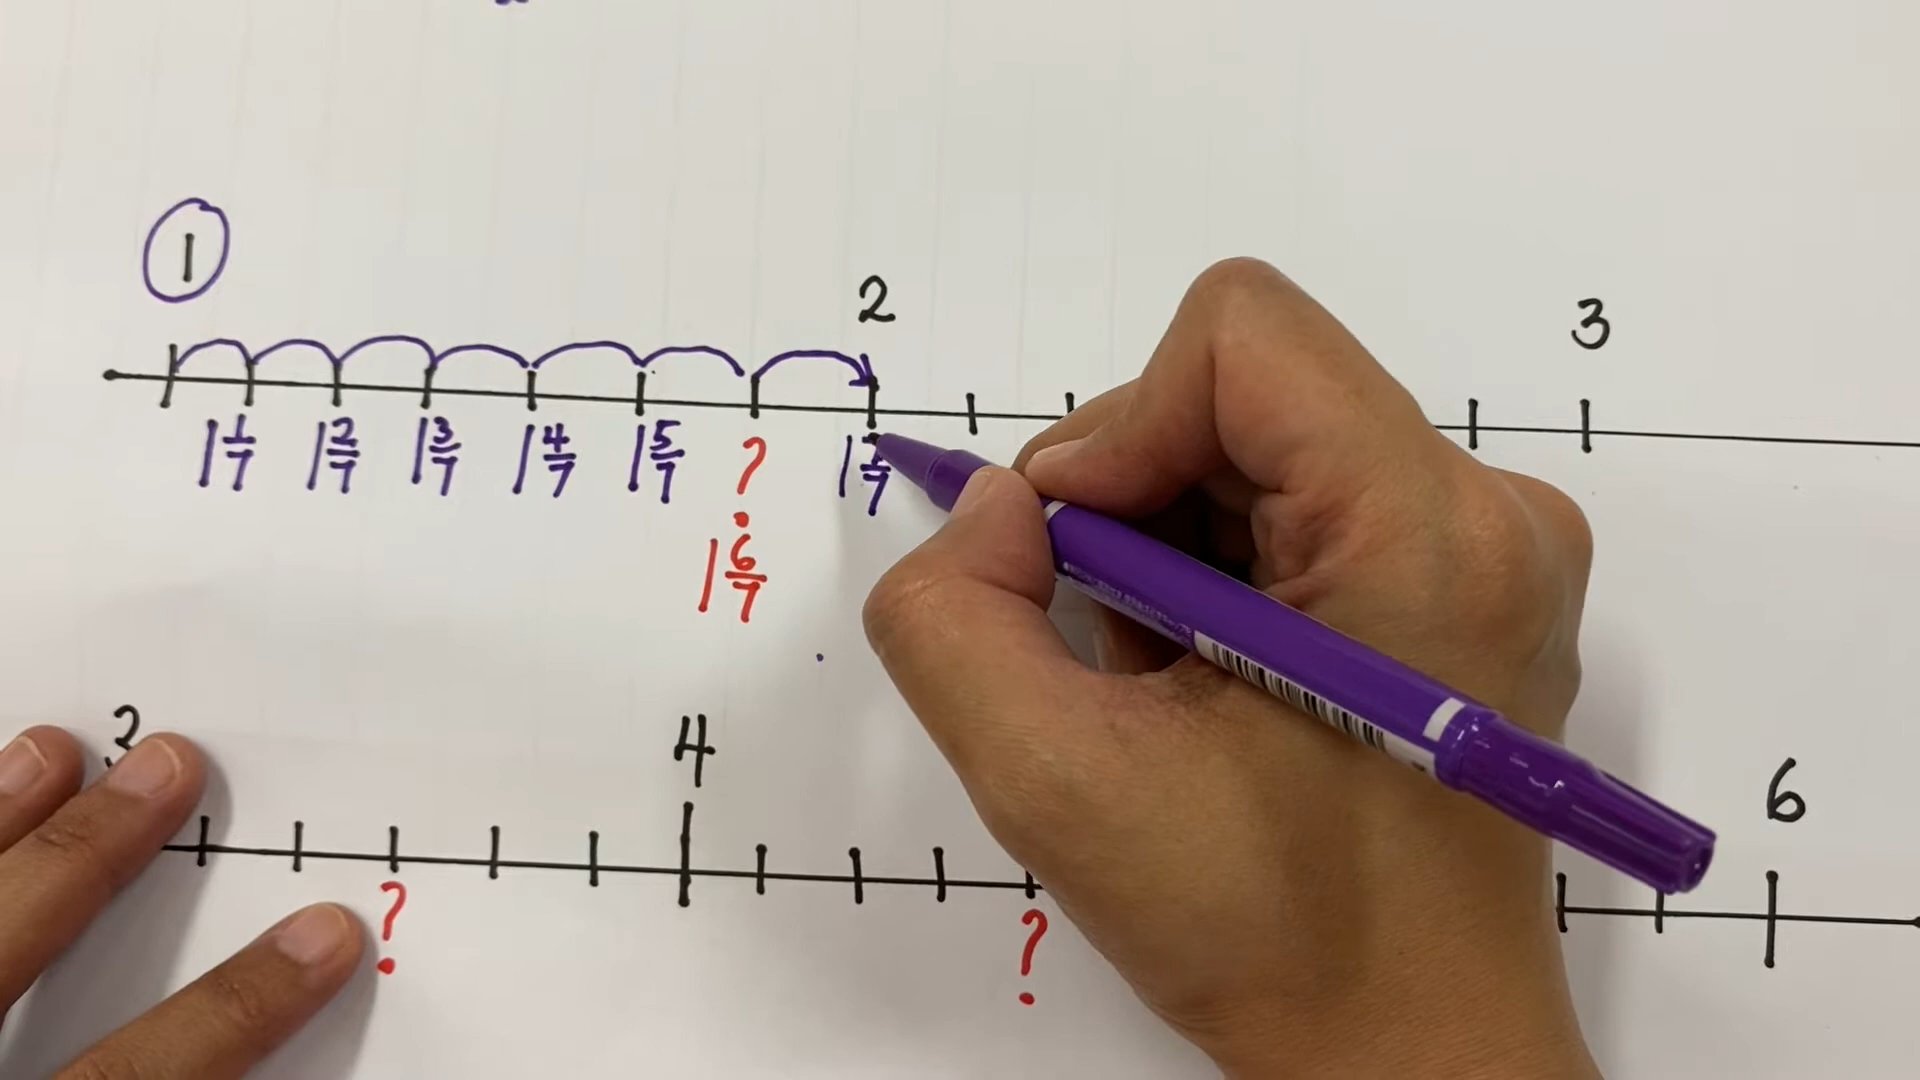 1 2 3
1 1/7 1 2/7 1 3/7 1 4/7 1 5/7 ? 1 7/7
1 6/7
3 4 6
? ?